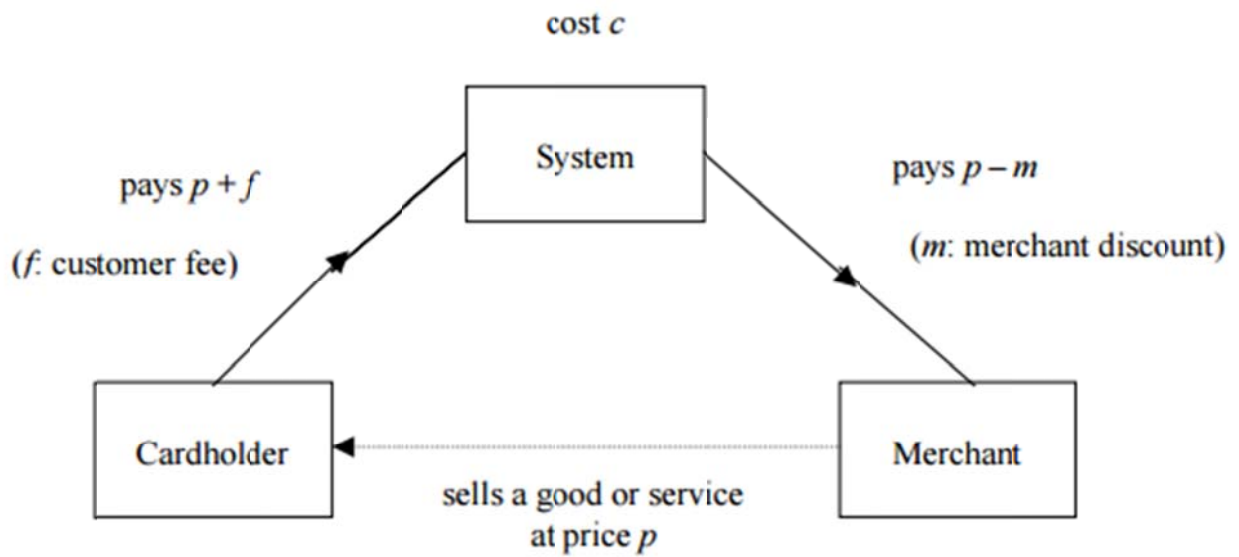 cost c
System
pays p + f
(f: customer fee)
pays p – m
(m: merchant discount)
Cardholder
Merchant
sells a good or service
at price p